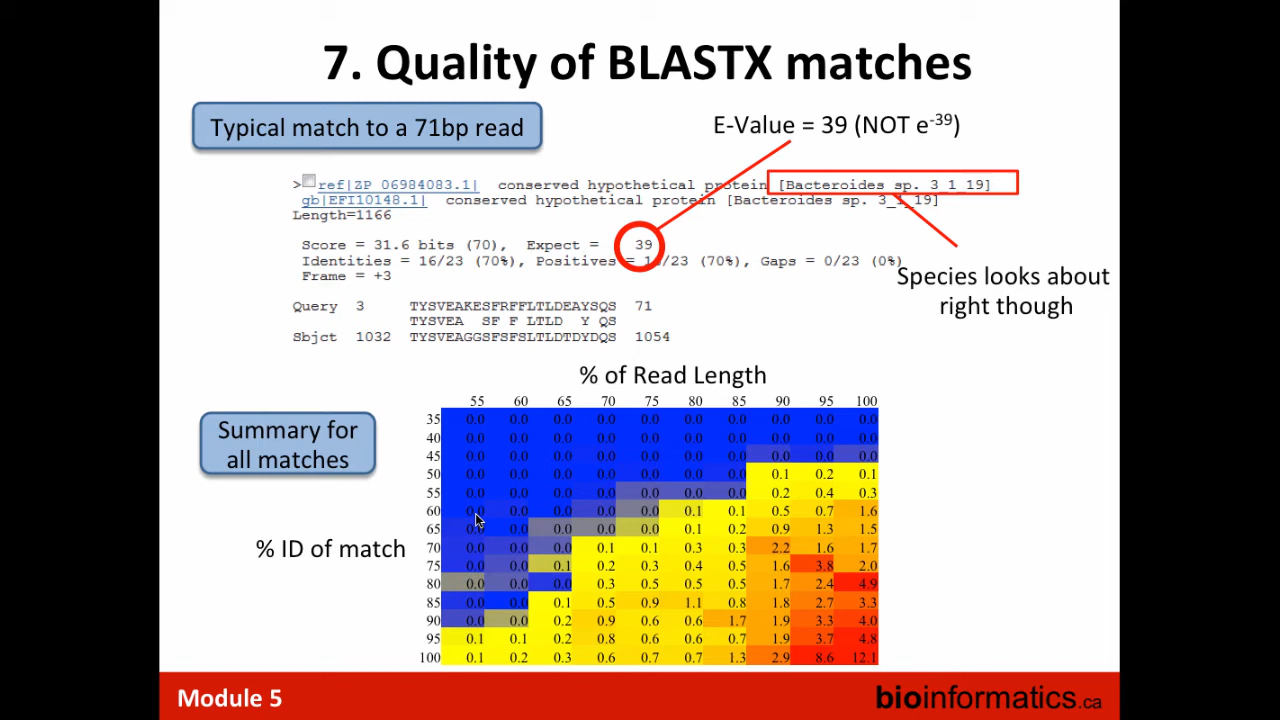 7. Quality of BLASTX matches
Typical match to a 71bp read
E-Value = 39 (NOT e-39)
>ref|ZP_06984083.1| conserved hypothetical protein [Bacteroides sp. 3_1_19]
gb|EFI10148.1| conserved hypothetical protein [Bacteroides sp. 3_1_19]
Length=1166
Score = 31.6 bits (70), Expect = 39
Identities = 16/23 (70%), Positives = 16/23 (70%), Gaps = 0/23 (0%)
Frame = +3
Species looks about
right though
Query 3 TYSVEAKESFRFFLTLDEAYSQS 71
TYSVEA SF F LTLD Y QS
Sbjct 1032 TYSVEAGGSFSFSLTLDTDYDQS 1054
% of Read Length
55 60 65 70 75 80 85 90 95 100
Summary for
all matches
% ID of match
35 0.0 0.0 0.0 0.0 0.0 0.0 0.0 0.0 0.0 0.0
40 0.0 0.0 0.0 0.0 0.0 0.0 0.0 0.0 0.0 0.0
45 0.0 0.0 0.0 0.0 0.0 0.0 0.0 0.0 0.0 0.0
50 0.0 0.0 0.0 0.0 0.0 0.0 0.0 0.1 0.2 0.1
55 0.0 0.0 0.0 0.0 0.0 0.0 0.0 0.2 0.4 0.3
60 0.0 0.0 0.0 0.0 0.0 0.1 0.1 0.5 0.7 1.6
65 0.0 0.0 0.0 0.0 0.0 0.1 0.2 0.9 1.3 1.5
70 0.0 0.0 0.0 0.1 0.1 0.3 0.3 2.2 1.6 1.7
75 0.0 0.0 0.1 0.2 0.3 0.4 0.5 1.6 3.8 2.0
80 0.0 0.0 0.0 0.3 0.5 0.5 0.5 1.7 2.4 4.9
85 0.0 0.0 0.1 0.5 0.9 1.1 0.8 1.8 2.7 3.3
90 0.0 0.0 0.2 0.9 0.6 0.6 1.7 1.9 3.3 4.0
95 0.1 0.1 0.2 0.8 0.6 0.6 0.7 1.9 3.7 4.8
100 0.1 0.2 0.3 0.6 0.7 0.7 1.3 2.9 8.6 12.1
Module 5
bioinformatics.ca